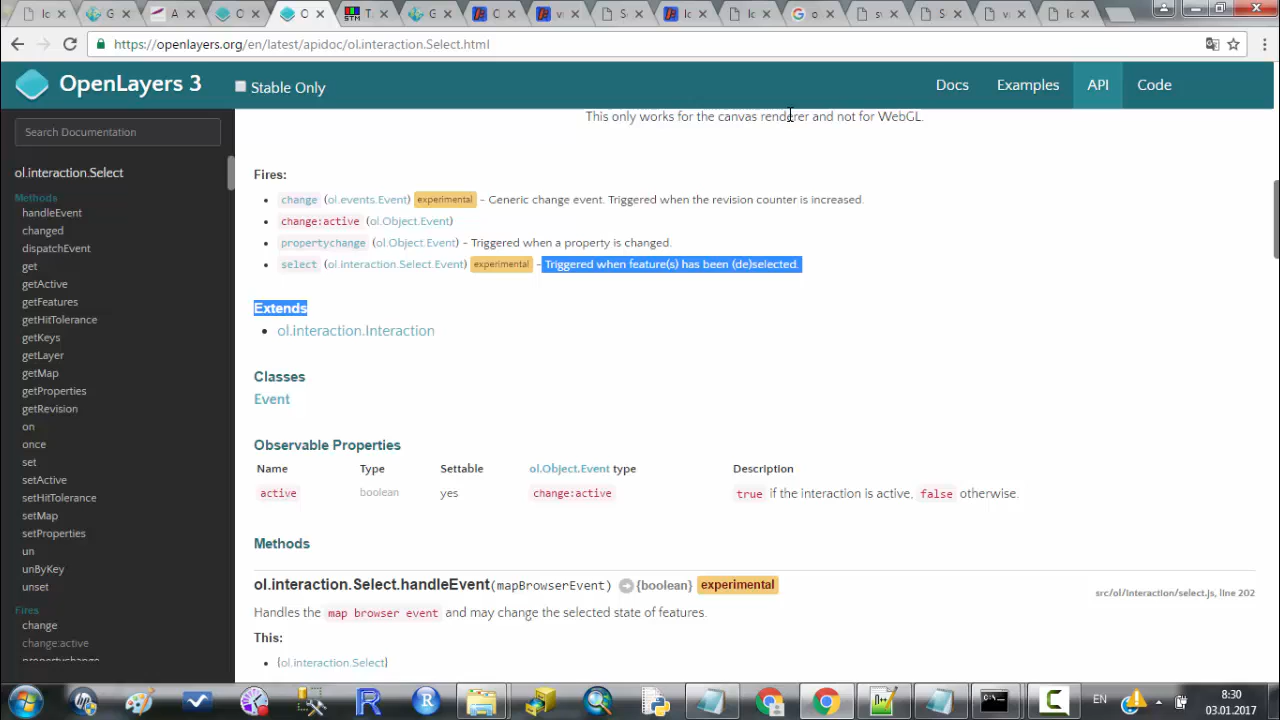 Ic
G
A
O
O
STM T
G
C
v
S
Ic
Ic
G o
s
S
v
Ic
https://openlayers.org/en/latest/apidoc/ol.interaction.Select.html
OpenLayers 3
Stable Only
Docs
Examples
API
Code
Search Documentation
ol.interaction.Select
Methods
handleEvent
changed
dispatchEvent
get
getActive
getFeatures
getHitTolerance
getKeys
getLayer
getMap
getProperties
getRevision
on
once
set
setActive
setHitTolerance
setMap
setProperties
un
unByKey
unset
Fires
change
change:active
propertychange
This only works for the canvas renderer and not for WebGL.
Fires:
change (ol.events.Event) experimental - Generic change event. Triggered when the revision counter is increased.
change:active (ol.Object.Event)
propertychange (ol.Object.Event) - Triggered when a property is changed.
select (ol.interaction.Select.Event) experimental - Triggered when feature(s) has been (de)selected.
Extends
ol.interaction.Interaction
Classes
Event
Observable Properties
Name Type Settable ol.Object.Event type Description
active boolean yes change:active true if the interaction is active, false otherwise.
Methods
ol.interaction.Select.handleEvent(mapBrowserEvent) {boolean} experimental
src/ol/interaction/select.js, line 202
Handles the map browser event and may change the selected state of features.
This:
{ol.interaction.Select}
EN
8:30
03.01.2017